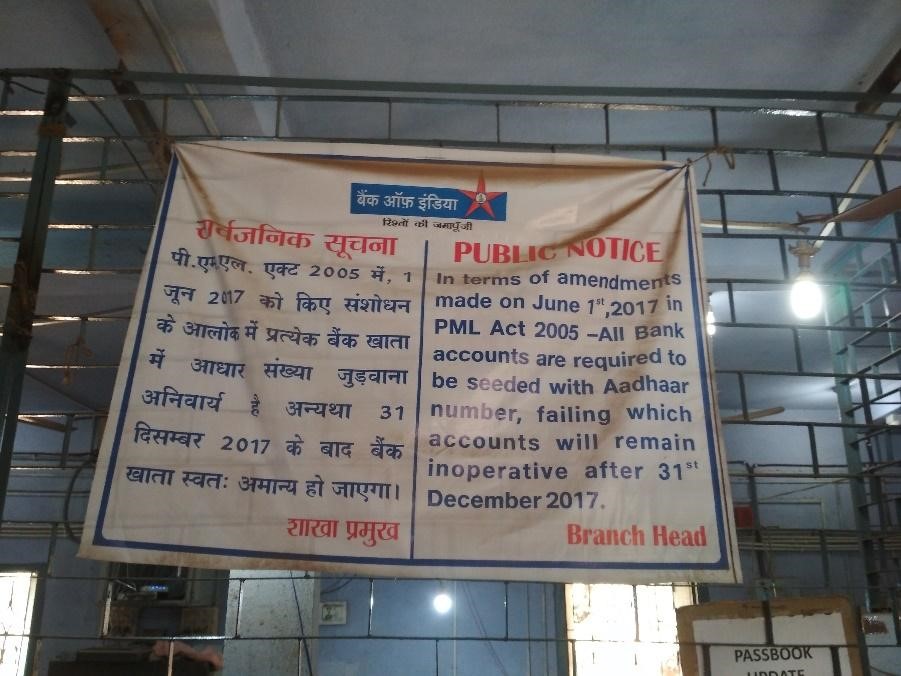 बैंक ऑफ़ इंडिया
रिश्तों की जमापूँजी
सार्वजनिक सूचना
पी.एम.एल. एक्ट 2005 में, 1
जून 2017 को किए संशोधन
के आलोक में प्रत्येक बैंक खाता
में आधार संख्या जुड़वाना
अनिवार्य है अन्यथा 31
दिसम्बर 2017 के बाद बैंक
खाता स्वतः अमान्य हो जाएगा।
शाखा प्रमुख
PUBLIC NOTICE
In terms of amendments
made on June 1st,2017 in
PML Act 2005 –All Bank
accounts are required to
be seeded with Aadhaar
number, failing which
accounts will remain
inoperative after 31st
December 2017.
Branch Head
PASSBOOK
UPDATE